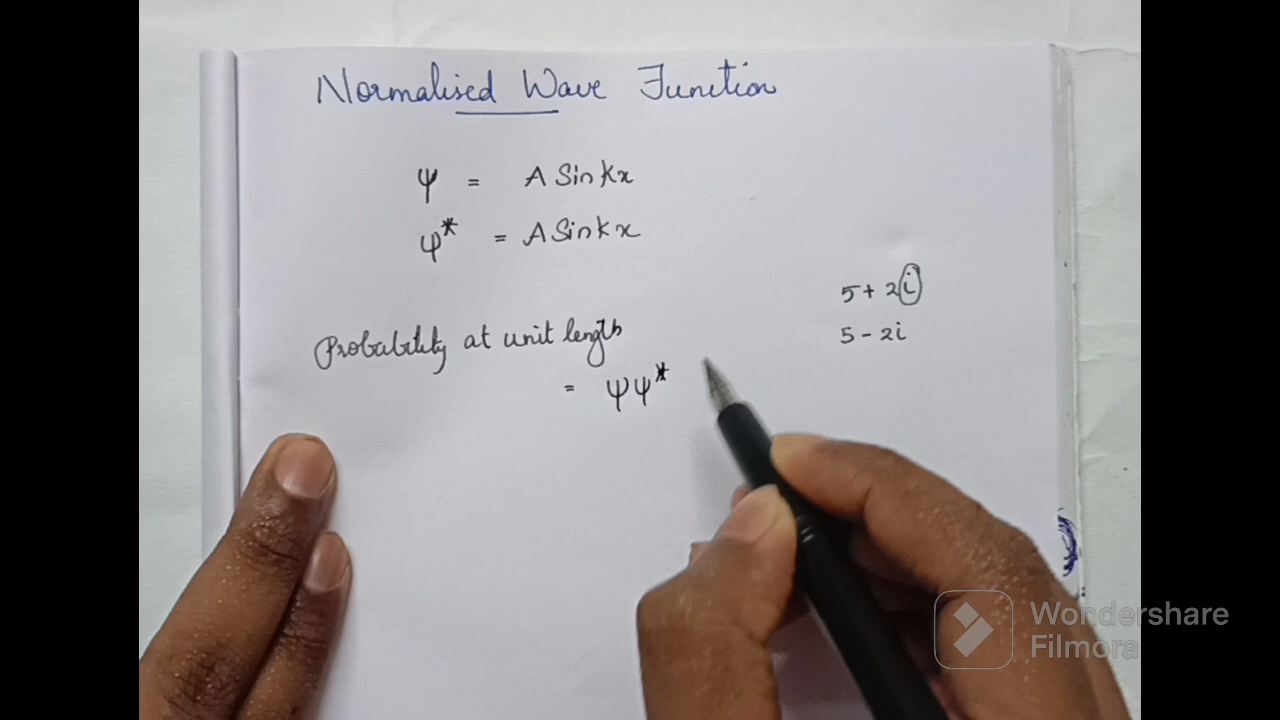 Normalised Wave Function
ψ = A Sin Kx
ψ* = A Sin Kx
5 + 2i
5 - 2i
Probability at unit length
= ψψ*
Wondershare
Filmora